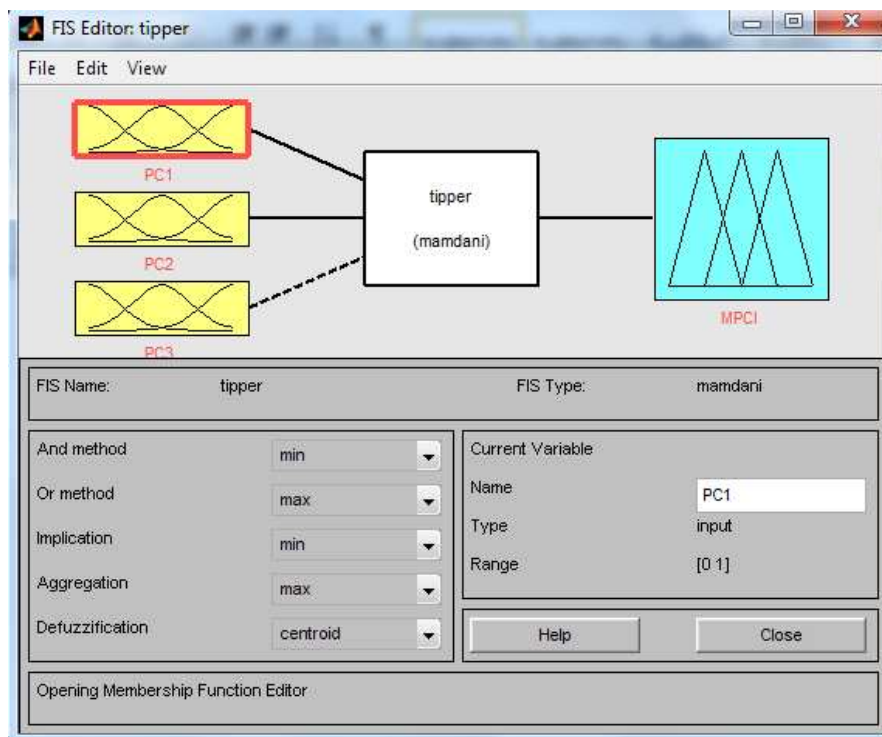 FIS Editor: tipper
File Edit View
PC1
PC2
PC3
tipper
(mamdani)
MPCI
FIS Name: tipper FIS Type: mamdani
And method min
Or method max
Implication min
Aggregation max
Defuzzification centroid
Current Variable
Name PC1
Type input
Range [0 1]
Help Close
Opening Membership Function Editor